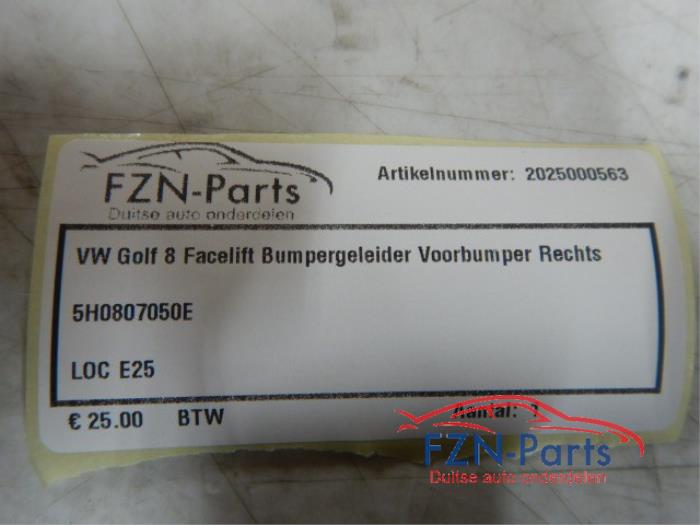 FZN-Parts
Duitse auto onderdelen
Artikelnummer: 2025000563
VW Golf 8 Facelift Bumpergeleider Voorbumper Rechts
5H0807050E
LOC E25
€ 25.00 BTW
Aantal: 1
FZN-Parts
Duitse auto onderdelen